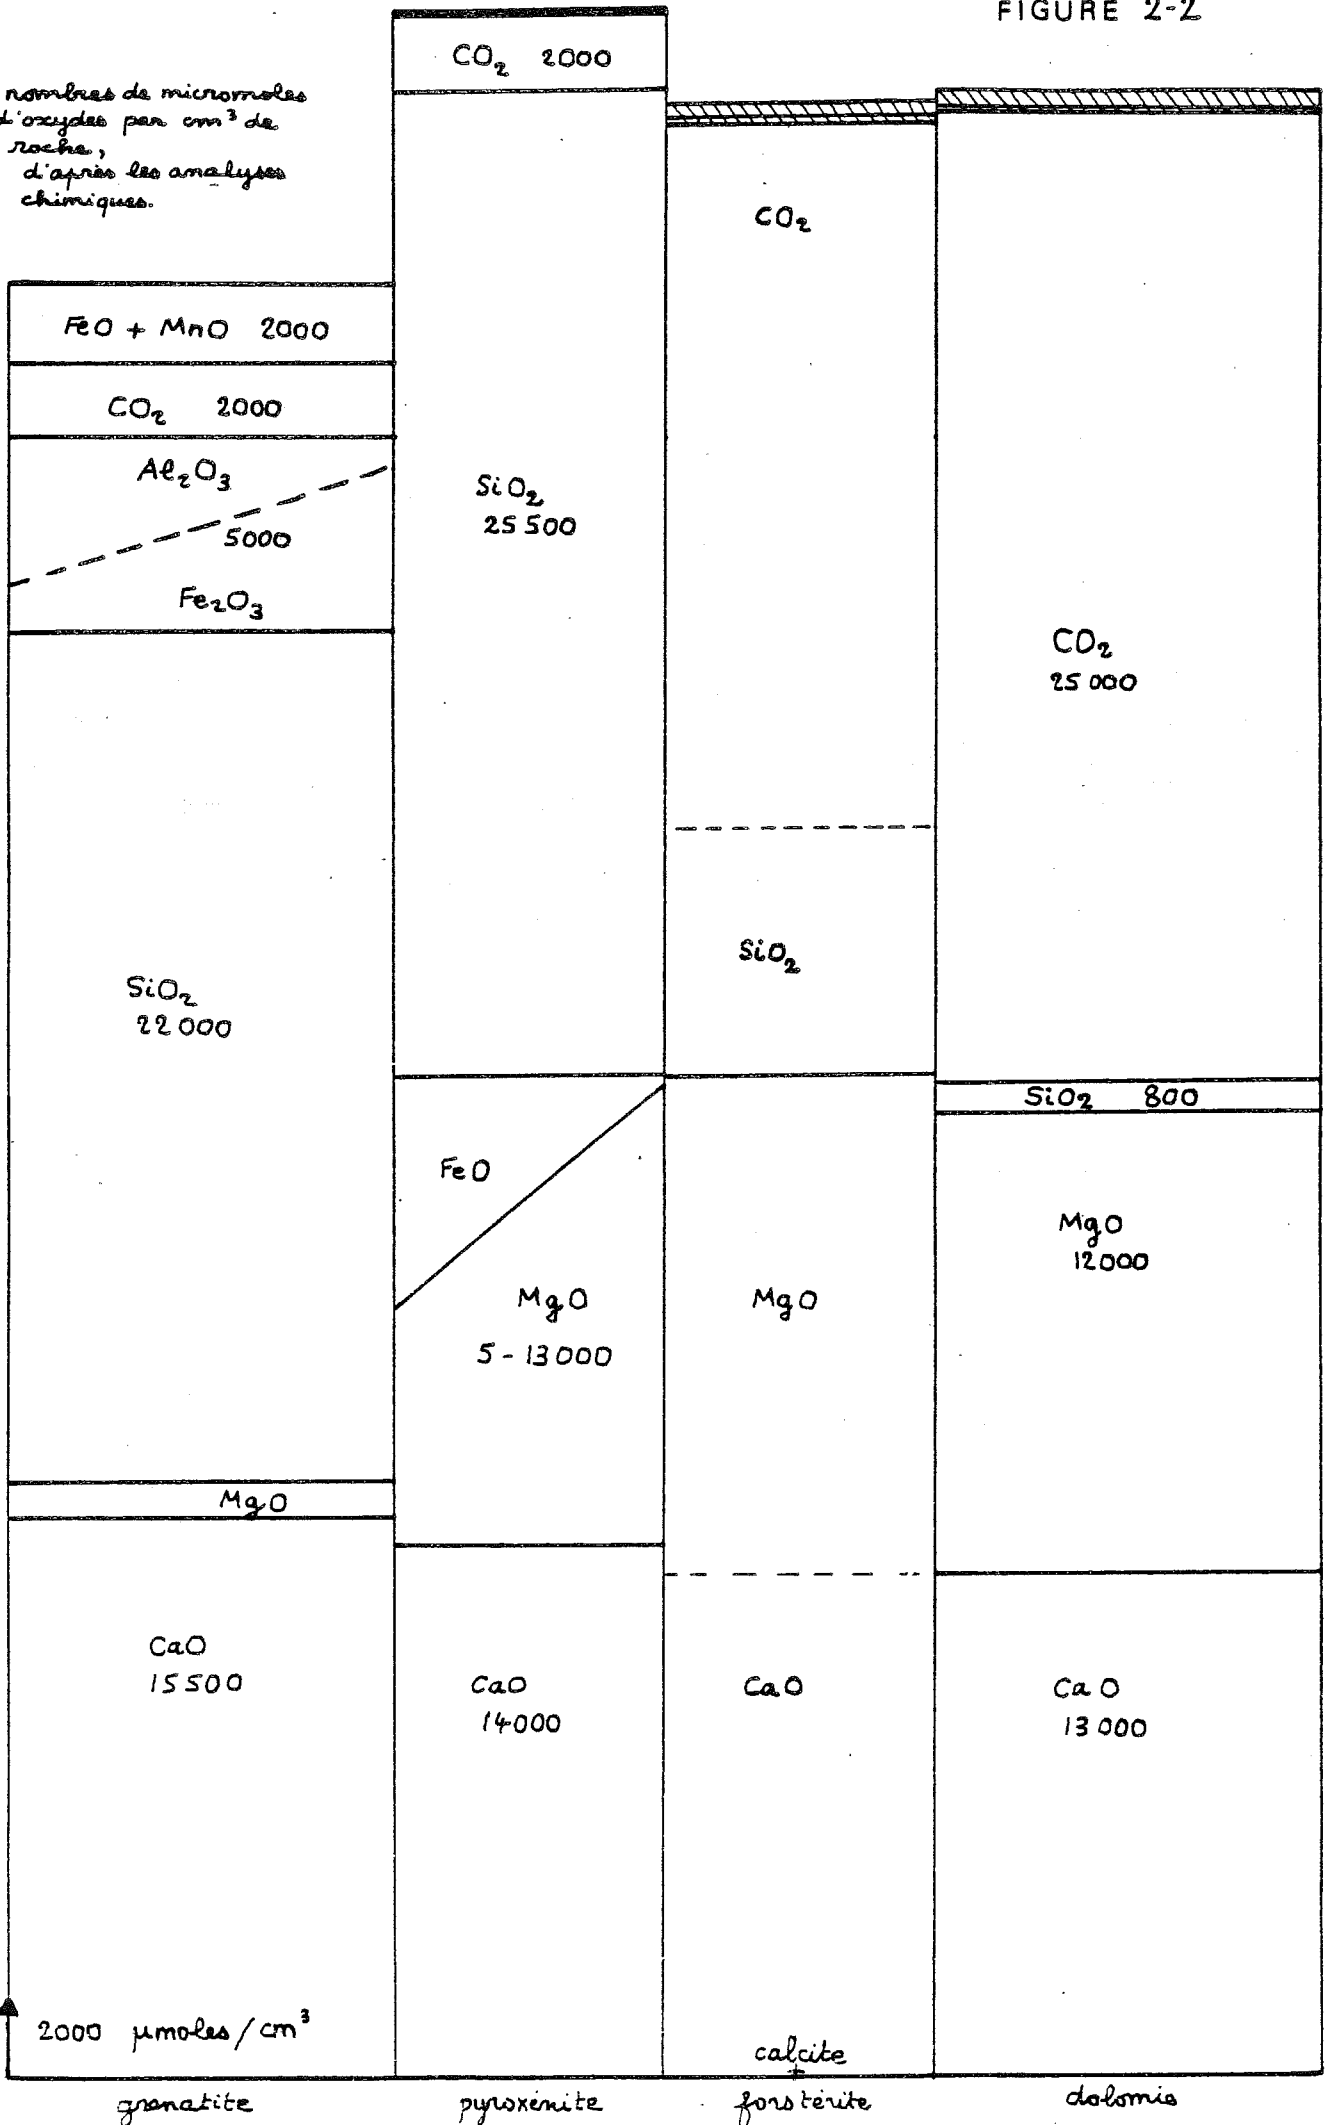 FIGURE 2-2
nombres de micromoles
d'oxydes par cm³ de
roche,
d'après les analyses
chimiques.
FeO + MnO 2000
CO₂ 2000
Al₂O₃
5000
Fe₂O₃
SiO₂
22000
MgO
CaO
15500
2000 µmoles/cm³
grenatite
CO₂ 2000
SiO₂
25500
FeO
MgO
5-13000
CaO
14000
pyroxénite
CO₂
SiO₂
MgO
CaO
calcite
+
forstérite
CO₂
25000
SiO₂ 800
MgO
12000
CaO
13000
dolomie